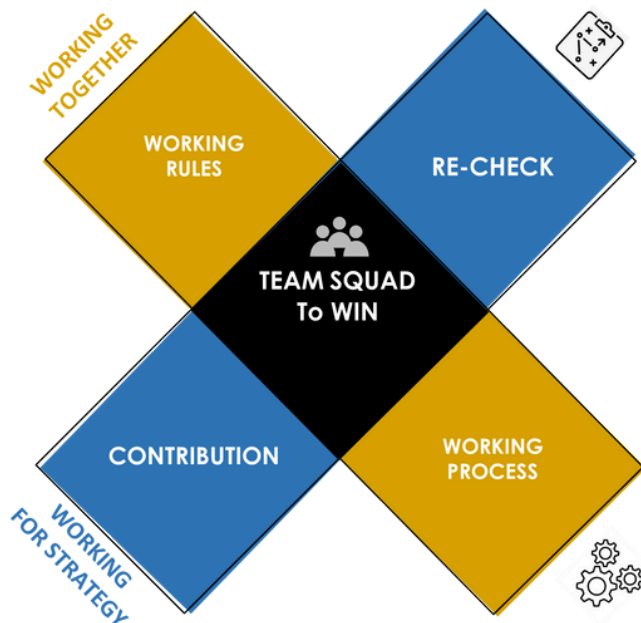 WORKING
TOGETHER
WORKING
RULES
RE-CHECK
TEAM SQUAD
To WIN
CONTRIBUTION
WORKING
PROCESS
WORKING
FOR STRATEGY